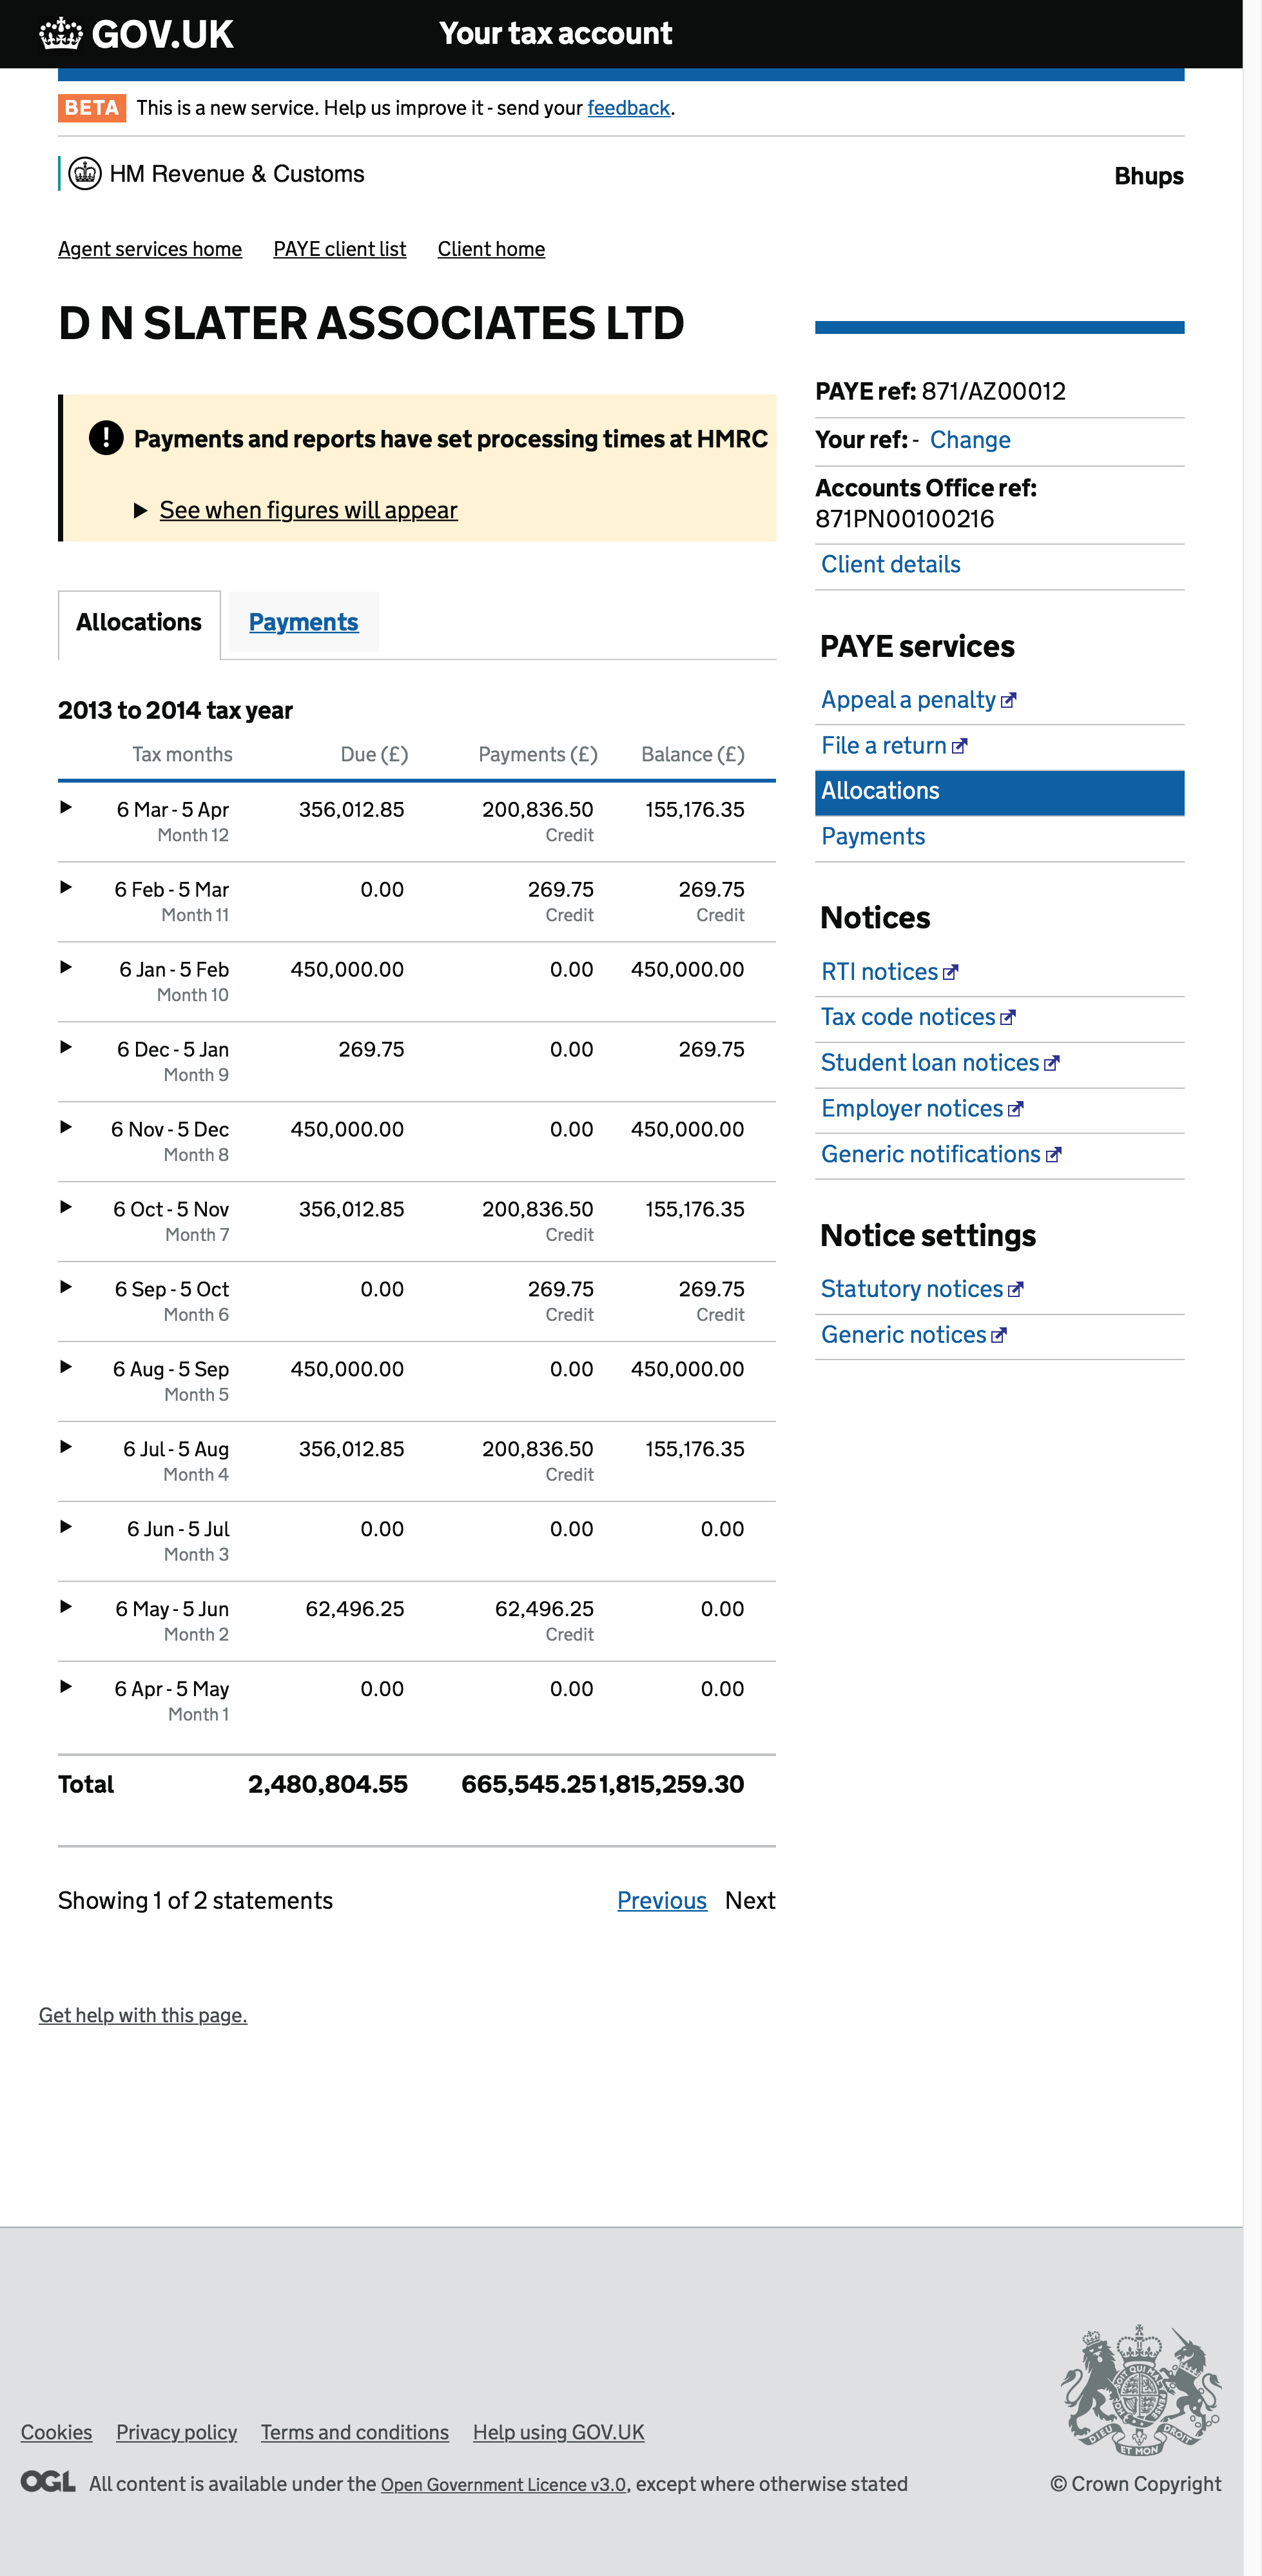 GOV.UK
Your tax account
BETA This is a new service. Help us improve it - send your feedback.
HM Revenue & Customs
Bhups
Agent services home PAYE client list Client home
D N SLATER ASSOCIATES LTD
! Payments and reports have set processing times at HMRC
See when figures will appear
Allocations Payments
2013 to 2014 tax year
Tax months Due (£) Payments (£) Balance (£)
6 Mar - 5 Apr 356,012.85 200,836.50 155,176.35
Month 12 Credit
6 Feb - 5 Mar 0.00 269.75 269.75
Month 11 Credit Credit
6 Jan - 5 Feb 450,000.00 0.00 450,000.00
Month 10
6 Dec - 5 Jan 269.75 0.00 269.75
Month 9
6 Nov - 5 Dec 450,000.00 0.00 450,000.00
Month 8
6 Oct - 5 Nov 356,012.85 200,836.50 155,176.35
Month 7 Credit
6 Sep - 5 Oct 0.00 269.75 269.75
Month 6 Credit Credit
6 Aug - 5 Sep 450,000.00 0.00 450,000.00
Month 5
6 Jul - 5 Aug 356,012.85 200,836.50 155,176.35
Month 4 Credit
6 Jun - 5 Jul 0.00 0.00 0.00
Month 3
6 May - 5 Jun 62,496.25 62,496.25 0.00
Month 2 Credit
6 Apr - 5 May 0.00 0.00 0.00
Month 1
Total 2,480,804.55 665,545.25 1,815,259.30
Showing 1 of 2 statements Previous Next
PAYE ref: 871/AZ00012
Your ref: - Change
Accounts Office ref:
871PN00100216
Client details
PAYE services
Appeal a penalty
File a return
Allocations
Payments
Notices
RTI notices
Tax code notices
Student loan notices
Employer notices
Generic notifications
Notice settings
Statutory notices
Generic notices
Get help with this page.
Cookies Privacy policy Terms and conditions Help using GOV.UK
OGL All content is available under the Open Government Licence v3.0, except where otherwise stated
DIEU ET MON DROIT
© Crown Copyright